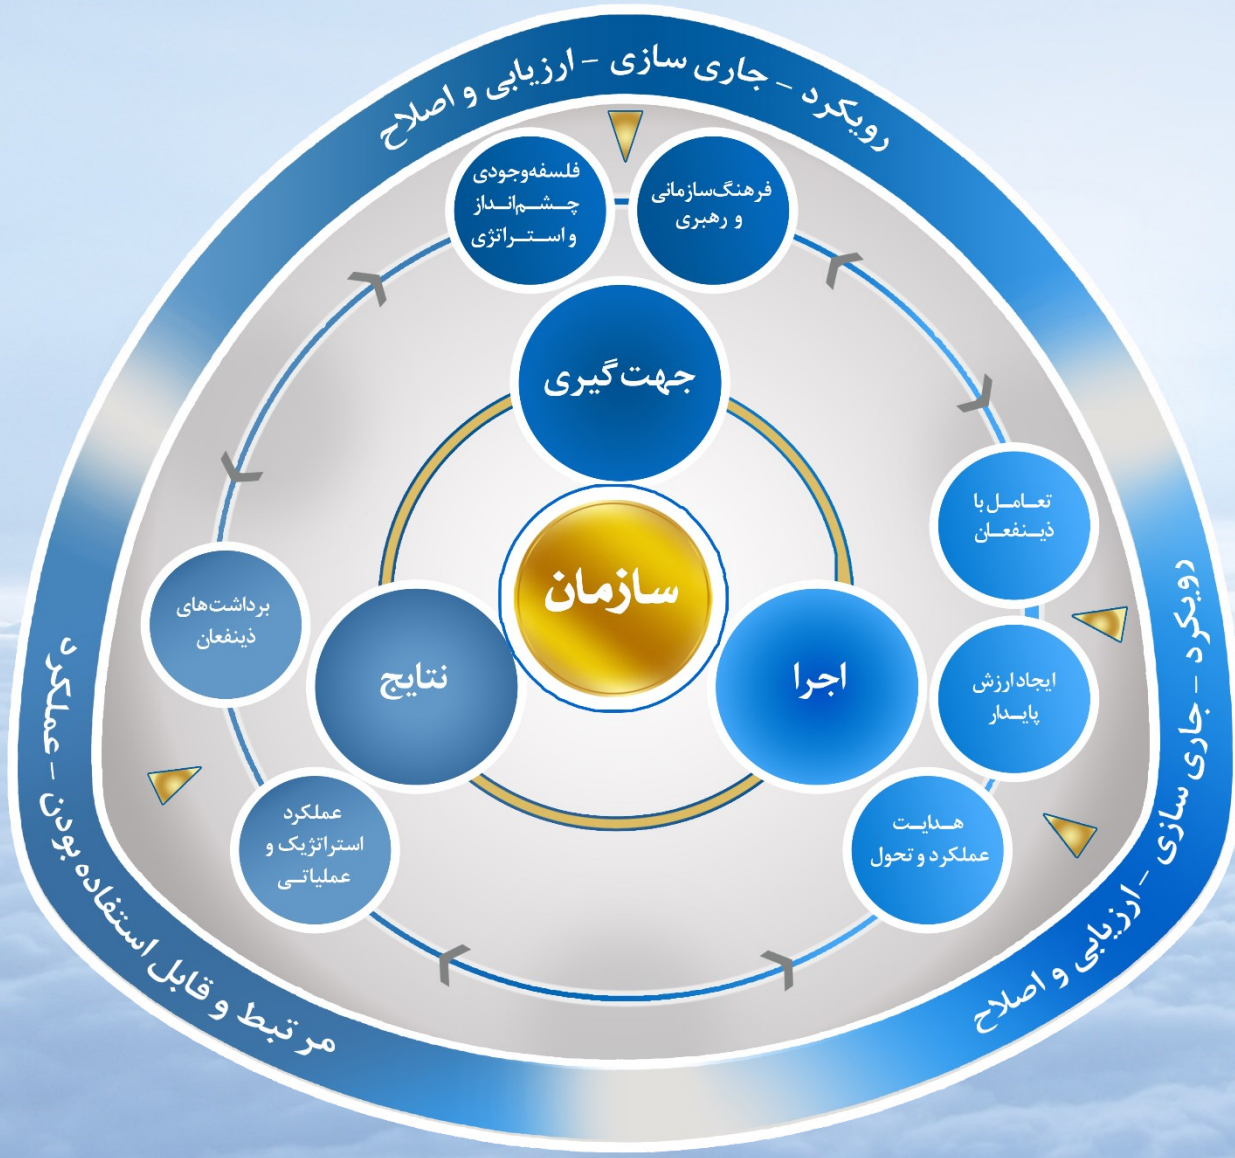 رویکرد - جاری سازی - ارزیابی و اصلاح
فرهنگ‌سازمانی
و رهبری
فلسفه‌وجودی
چشم‌انداز
و استراتژی
جهت‌گیری
تعامل با
ذینفعان
سازمان
برداشت‌های
ذینفعان
اجرا
نتایج
ایجاد ارزش
پایدار
هدایت
عملکرد و تحول
عملکرد
استراتژیک و
عملیاتی
رویکرد - جاری سازی - ارزیابی و اصلاح
مرتبط و قابل استفاده بودن - عملکرد